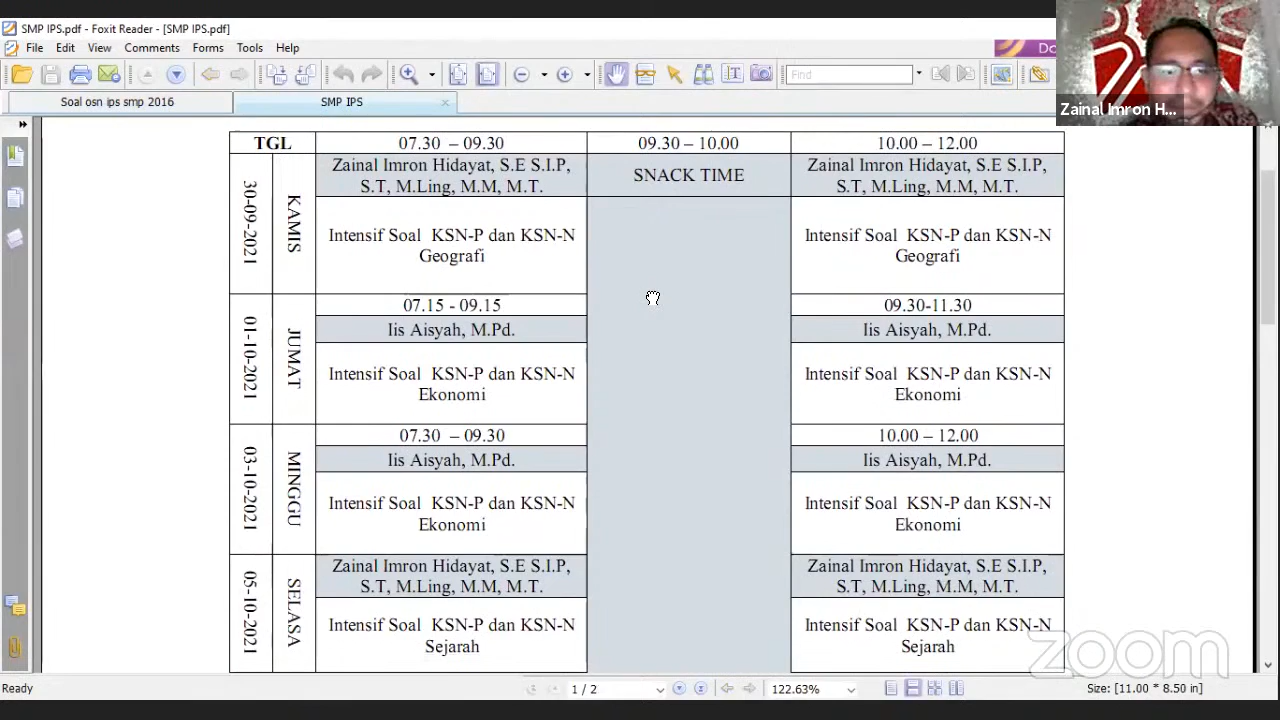 SMP IPS.pdf - Foxit Reader - [SMP IPS.pdf]
File Edit View Comments Forms Tools Help
Do
Find
Soal osn ips smp 2016
SMP IPS
Zainal Imron H...
TGL 07.30 – 09.30 09.30 – 10.00 10.00 – 12.00
30-09-2021
KAMIS
Zainal Imron Hidayat, S.E S.I.P,
S.T, M.Ling, M.M, M.T.
SNACK TIME
Zainal Imron Hidayat, S.E S.I.P,
S.T, M.Ling, M.M, M.T.
Intensif Soal KSN-P dan KSN-N
Geografi
Intensif Soal KSN-P dan KSN-N
Geografi
01-10-2021
JUMAT
07.15 - 09.15
09.30-11.30
Iis Aisyah, M.Pd.
Iis Aisyah, M.Pd.
Intensif Soal KSN-P dan KSN-N
Ekonomi
Intensif Soal KSN-P dan KSN-N
Ekonomi
03-10-2021
MINGGU
07.30 – 09.30
10.00 – 12.00
Iis Aisyah, M.Pd.
Iis Aisyah, M.Pd.
Intensif Soal KSN-P dan KSN-N
Ekonomi
Intensif Soal KSN-P dan KSN-N
Ekonomi
05-10-2021
SELASA
Zainal Imron Hidayat, S.E S.I.P,
S.T, M.Ling, M.M, M.T.
Zainal Imron Hidayat, S.E S.I.P,
S.T, M.Ling, M.M, M.T.
Intensif Soal KSN-P dan KSN-N
Sejarah
Intensif Soal KSN-P dan KSN-N
Sejarah
zoom
Ready
1 / 2
122.63%
Size: [11.00 * 8.50 in]